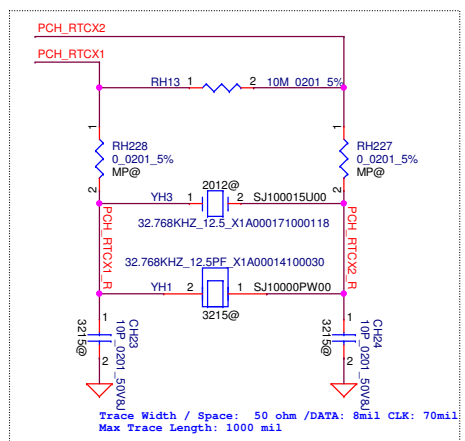 PCH_RTCX2
PCH_RTCX1
RH13 1 2 10M_0201_5%
1 1
RH228 RH227
0_0201_5% 0_0201_5%
MP@ MP@
2 2
2012@
YH3 1 2 SJ100015U00
32.768KHZ_12.5_X1A000171000118
PCH_RTCX1_R PCH_RTCX2_R
32.768KHZ_12.5PF_X1A00014100030
YH1 2 1 SJ10000PW00
3215@
1 1
3215@ CH23 3215@ CH24
10P_0201_50V8J 10P_0201_50V8J
2 2
Trace Width / Space: 50 ohm /DATA: 8mil CLK: 70mil
Max Trace Length: 1000 mil